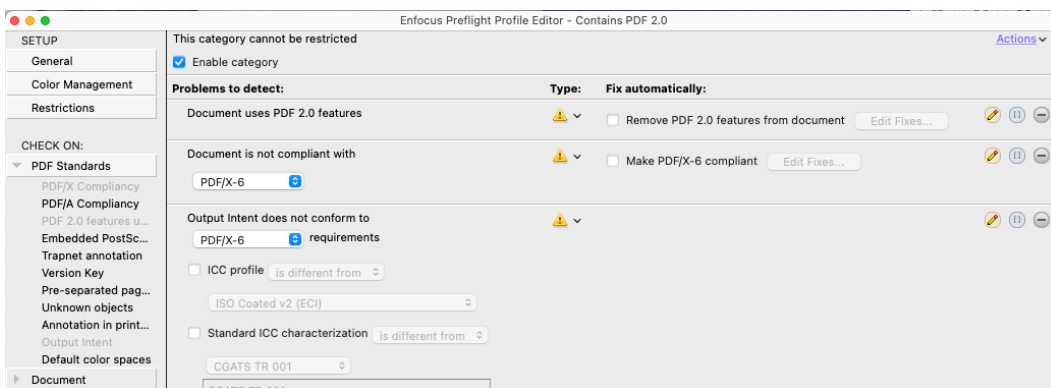 Enfocus Preflight Profile Editor - Contains PDF 2.0
SETUP
General
Color Management
Restrictions
CHECK ON:
PDF Standards
PDF/X Compliancy
PDF/A Compliancy
PDF 2.0 features u...
Embedded PostSc...
Trapnet annotation
Version Key
Pre-separated pag...
Unknown objects
Annotation in print...
Output Intent
Default color spaces
Document
This category cannot be restricted
Actions
Enable category
Problems to detect: Type: Fix automatically:
Document uses PDF 2.0 features
Remove PDF 2.0 features from document Edit Fixes...
Document is not compliant with
PDF/X-6
Make PDF/X-6 compliant Edit Fixes...
Output Intent does not conform to
PDF/X-6 requirements
ICC profile is different from
ISO Coated v2 (ECI)
Standard ICC characterization is different from
CGATS TR 001